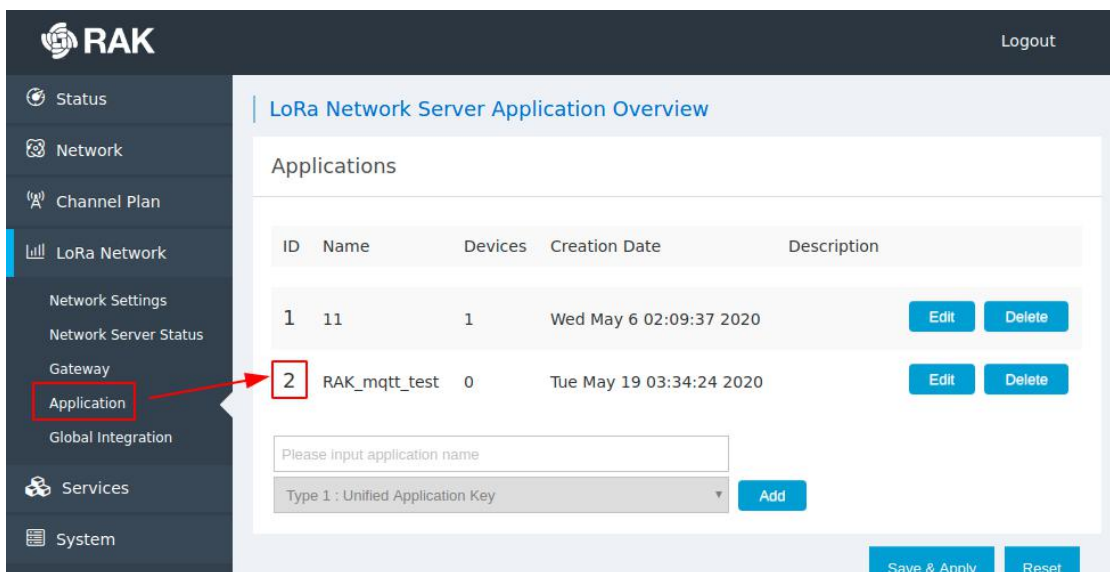 RAK
Logout
Status
Network
Channel Plan
LoRa Network
Network Settings
Network Server Status
Gateway
Application
Global Integration
Services
System
LoRa Network Server Application Overview
Applications
ID Name Devices Creation Date Description
1 11 1 Wed May 6 02:09:37 2020 Edit Delete
2 RAK_mqtt_test 0 Tue May 19 03:34:24 2020 Edit Delete
Please input application name
Type 1 : Unified Application Key Add
Save & Apply Reset